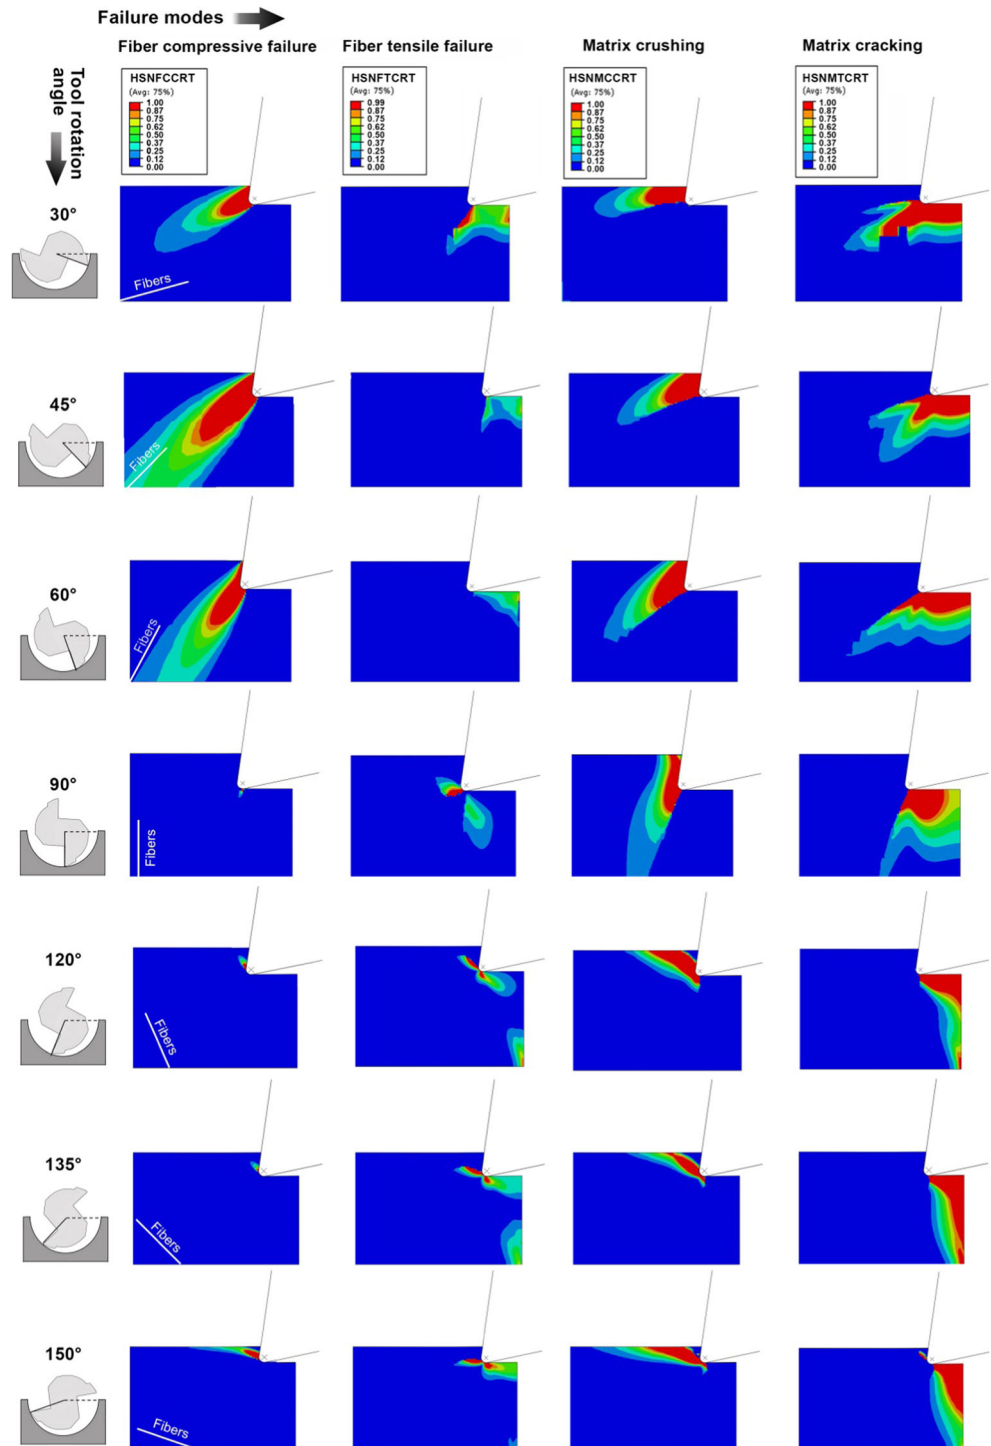 Failure modes
Fiber compressive failure
Fiber tensile failure
Matrix crushing
Matrix cracking
Tool rotation
angle
HSNFCCRT
(Avg: 75%)
1.00
0.87
0.75
0.62
0.50
0.37
0.25
0.12
0.00
HSNFTCRT
(Avg: 75%)
0.99
0.87
0.75
0.62
0.50
0.37
0.25
0.12
0.00
HSNMCCRT
(Avg: 75%)
1.00
0.87
0.75
0.62
0.50
0.37
0.25
0.12
0.00
HSNMTCRT
(Avg: 75%)
1.00
0.87
0.75
0.62
0.50
0.37
0.25
0.12
0.00
30°
Fibers
45°
Fibers
60°
Fibers
90°
Fibers
120°
Fibers
135°
Fibers
150°
Fibers